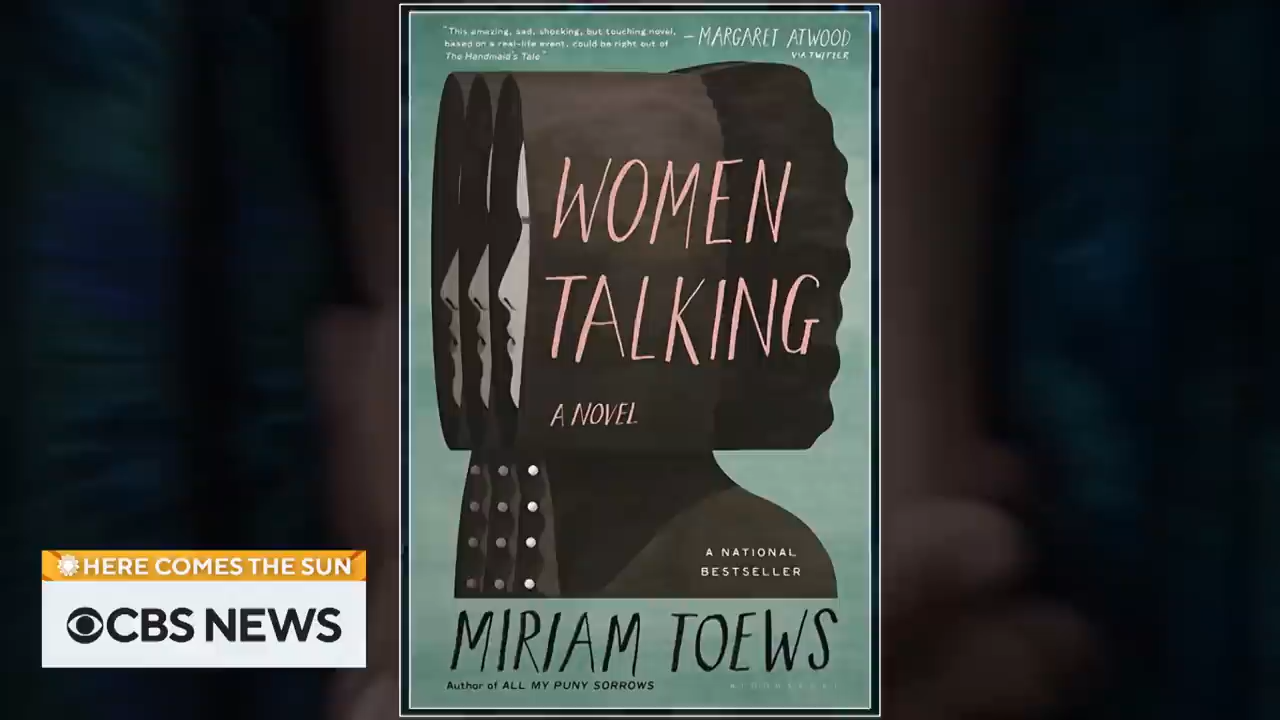 "This amazing, sad, shocking, but touching novel,
based on a real-life event, could be right out of
The Handmaid's Tale"
—MARGARET ATWOOD
VIA TWITTER
WOMEN
TALKING
A NOVEL
A NATIONAL
BESTSELLER
MIRIAM TOEWS
Author of ALL MY PUNY SORROWS
BLOOMSBURY
HERE COMES THE SUN
CBS NEWS